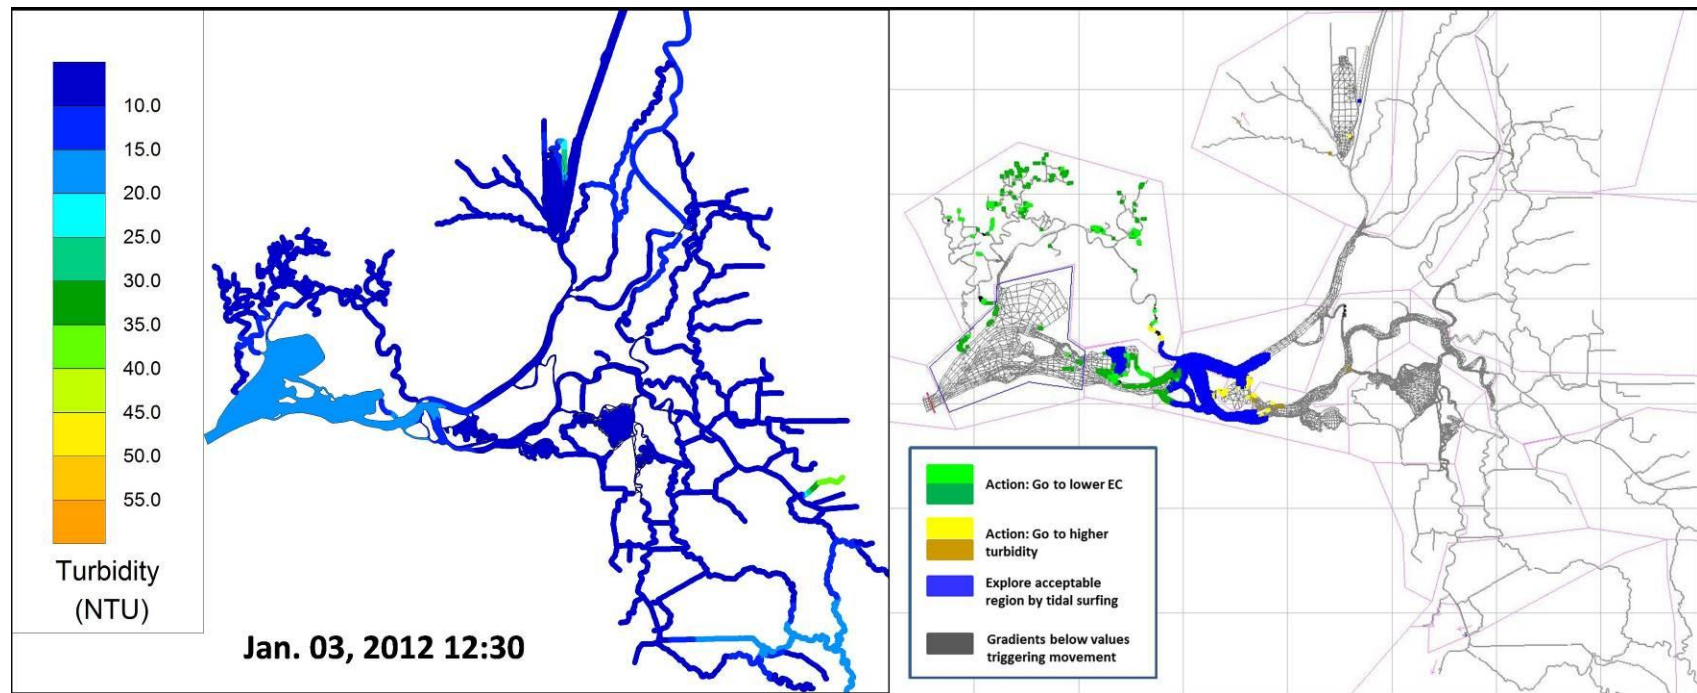 10.0
15.0
20.0
25.0
30.0
35.0
40.0
45.0
50.0
55.0
Turbidity
(NTU)
Jan. 03, 2012 12:30
Action: Go to lower EC
Action: Go to higher
turbidity
Explore acceptable
region by tidal surfing
Gradients below values
triggering movement